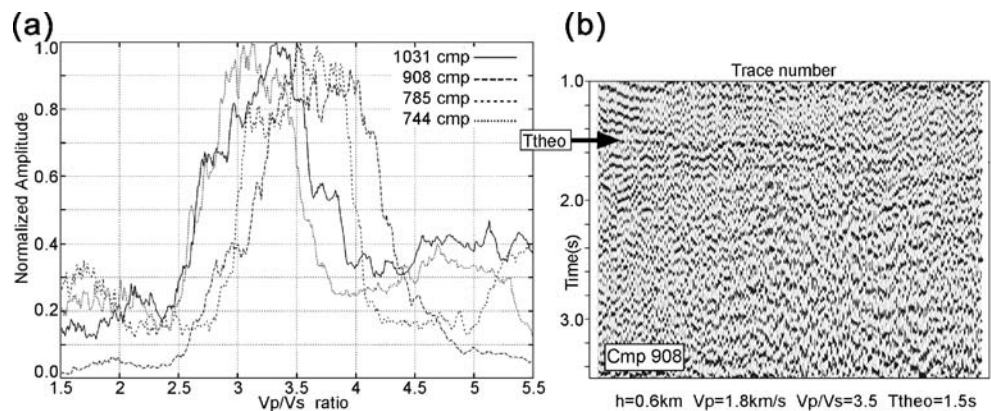 (a)
1.0
0.8
0.6
0.4
0.2
0.0
Normalized Amplitude
1031 cmp
908 cmp
785 cmp
744 cmp
1.5 2 2.5 3 3.5 4 4.5 5 5.5
Vp/Vs ratio
(b)
Trace number
1.0
Ttheo
2.0
3.0
Time(s)
Cmp 908
h=0.6km Vp=1.8km/s Vp/Vs=3.5 Ttheo=1.5s